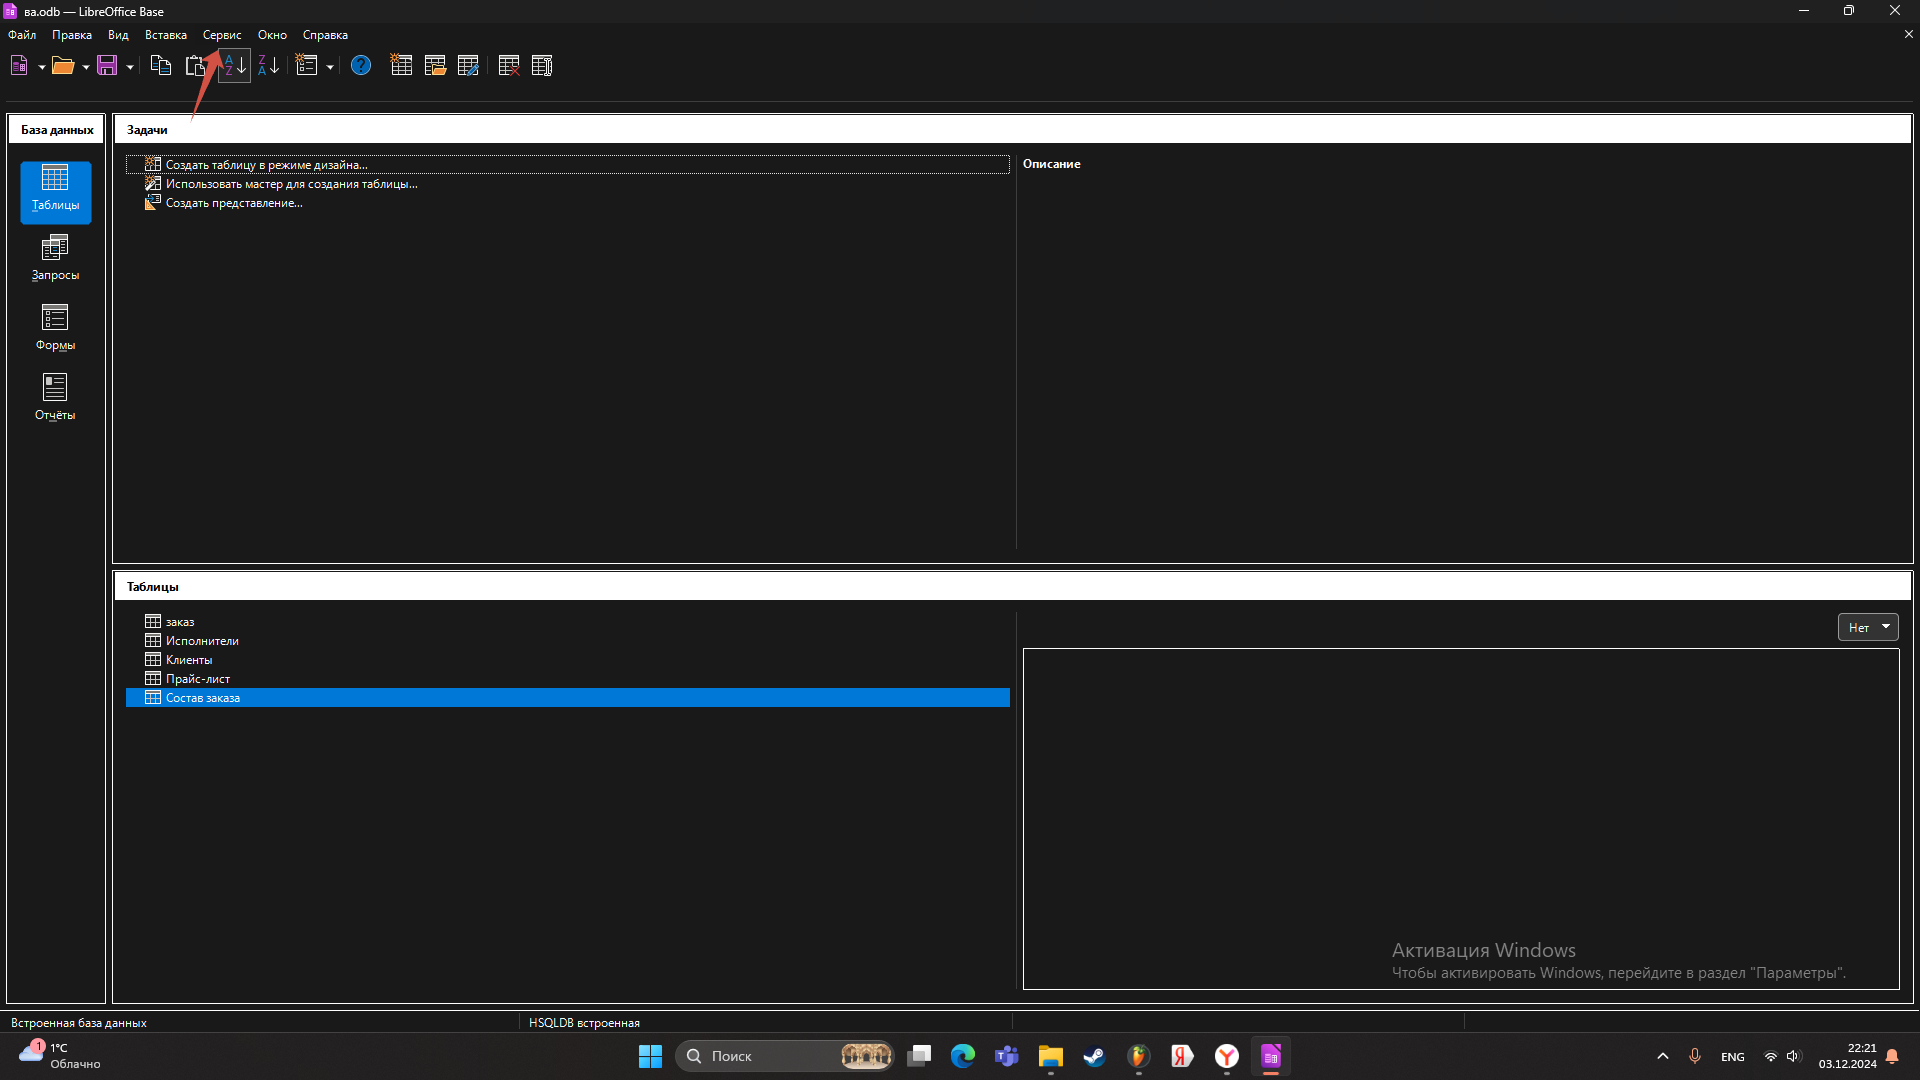 ва.odb — LibreOffice Base
Файл Правка Вид Вставка Сервис Окно Справка
База данных
Таблицы
Запросы
Формы
Отчёты
Задачи
Создать таблицу в режиме дизайна...
Использовать мастер для создания таблицы...
Создать представление...
Описание
Таблицы
заказ
Исполнители
Клиенты
Прайс-лист
Состав заказа
Нет
Активация Windows
Чтобы активировать Windows, перейдите в раздел "Параметры".
Встроенная база данных
HSQLDB встроенная
1
1°C
Облачно
Поиск
ENG
22:21
03.12.2024